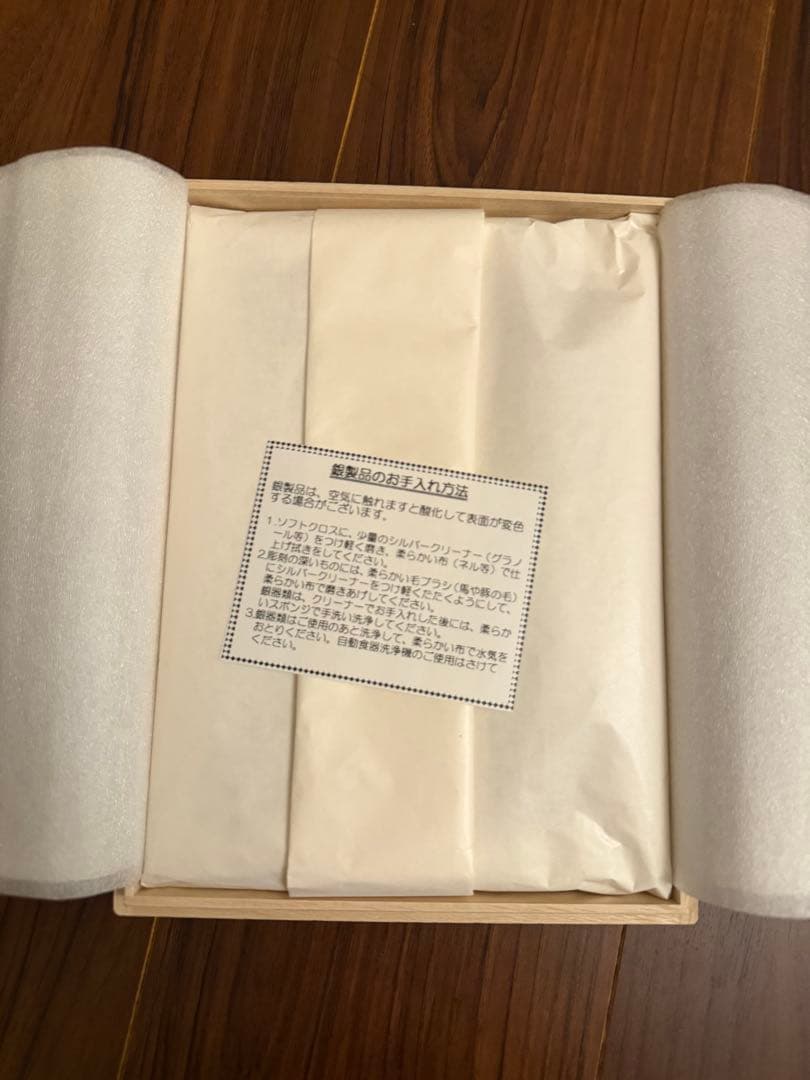 銀製品のお手入れ方法
銀製品は、空気に触れますと酸化して表面が変色
する場合がございます。
1.ソフトクロスに、少量のシルバークリーナー(グラノ
ール等)をつけ軽く磨き、柔らかい布(ネル等)で仕
上げ拭きをしてください。
2.彫刻の深いものには、柔らかい毛ブラシ(馬や豚の毛)
にシルバークリーナーをつけ軽くたたくようにして、
柔らかい布で磨きあげしてください。
銀器類は、クリーナーでお手入れした後には、柔らか
いスポンジで手洗い洗浄してください。
3.銀器類はご使用のあと洗浄して、柔らかい布で水気を
おとりください。自動食器洗浄機のご使用はさけて
ください。